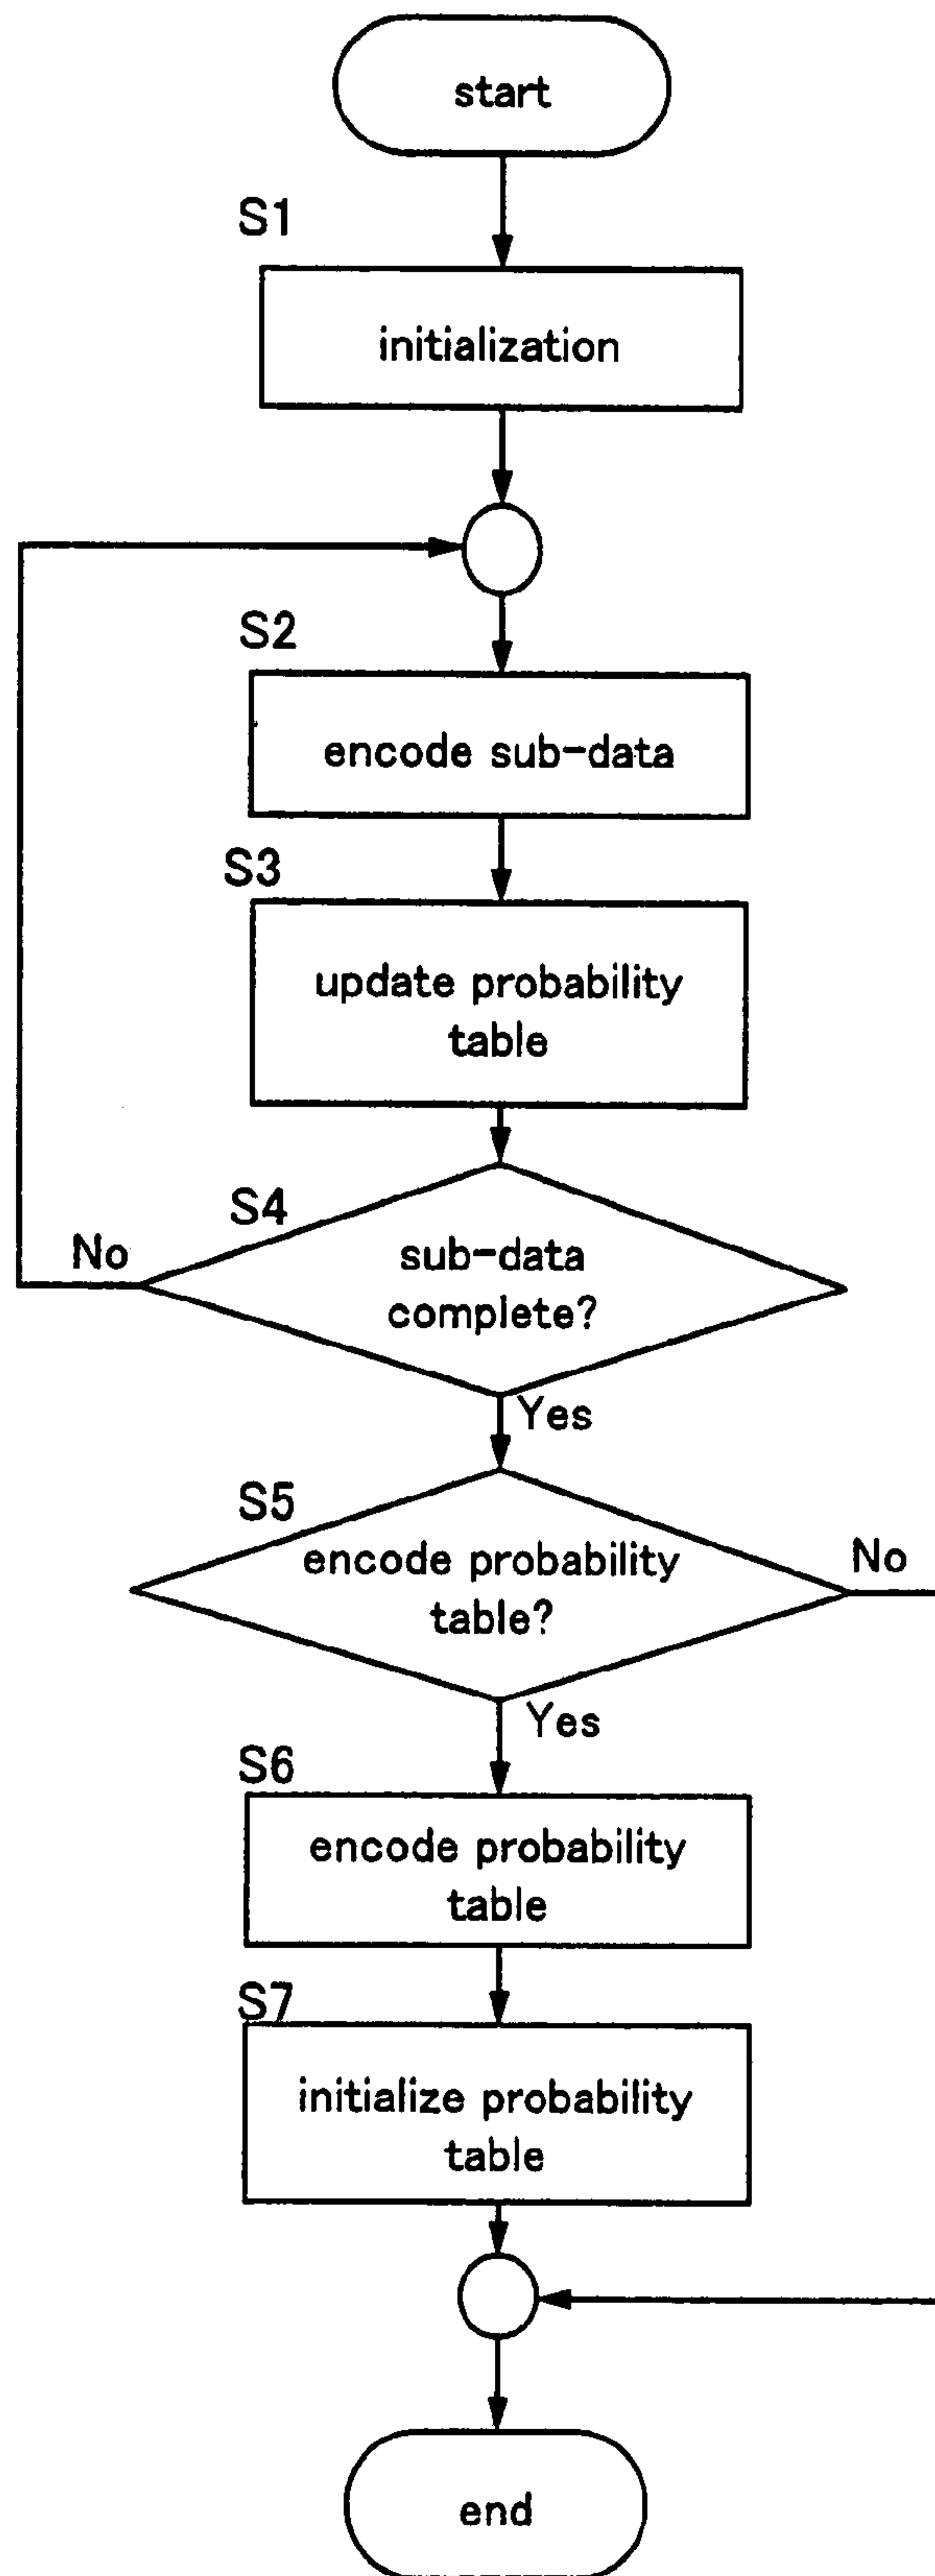 start
S1
initialization
S2
encode sub-data
S3
update probability
table
S4
No
sub-data
complete?
Yes
S5
encode probability
table?
No
Yes
S6
encode probability
table
S7
initialize probability
table
end